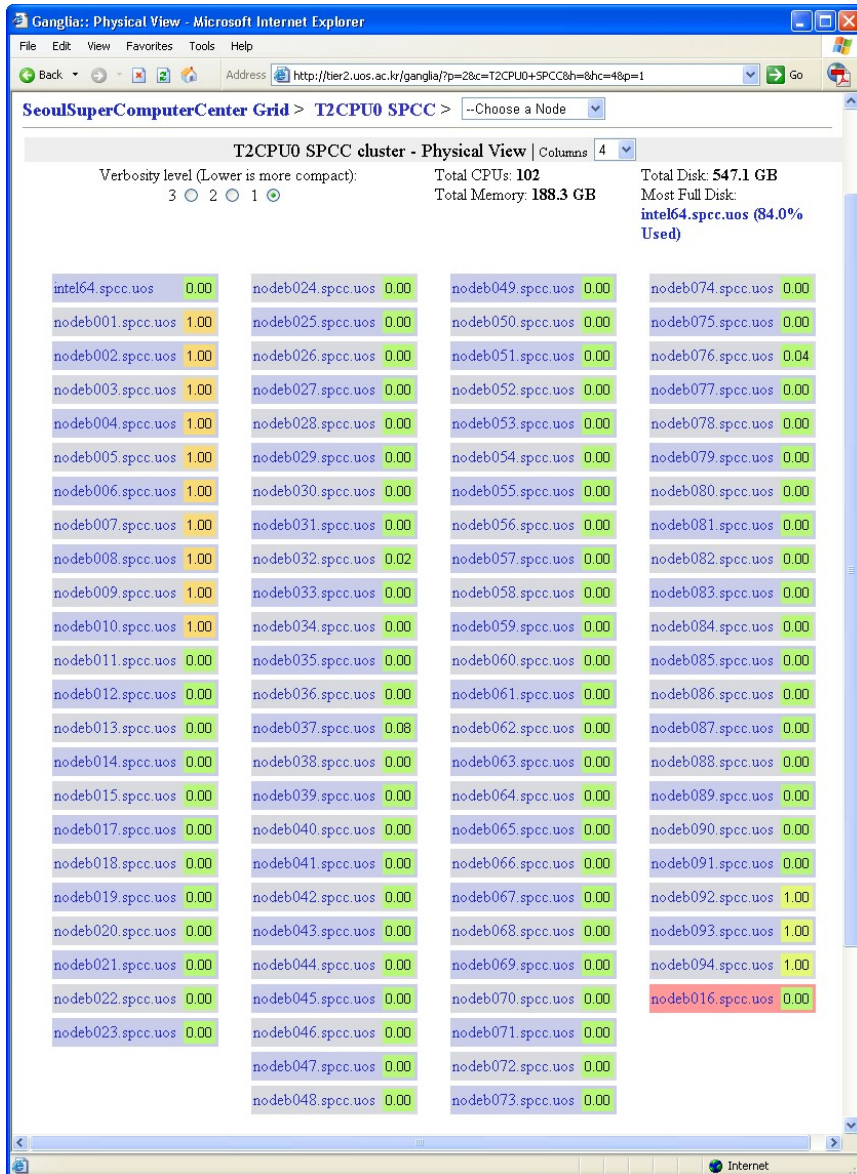 Ganglia:: Physical View - Microsoft Internet Explorer
File Edit View Favorites Tools Help
Back Address http://tier2.uos.ac.kr/ganglia/?p=2&c=T2CPU0+SPCC&h=&hc=4&p=1 Go
SeoulSuperComputerCenter Grid > T2CPU0 SPCC > --Choose a Node
T2CPU0 SPCC cluster - Physical View | Columns 4
Verbosity level (Lower is more compact):
3 2 1
Total CPUs: 102
Total Memory: 188.3 GB
Total Disk: 547.1 GB
Most Full Disk:
intel64.spcc.uos (84.0%
Used)
intel64.spcc.uos 0.00
nodeb001.spcc.uos 1.00
nodeb002.spcc.uos 1.00
nodeb003.spcc.uos 1.00
nodeb004.spcc.uos 1.00
nodeb005.spcc.uos 1.00
nodeb006.spcc.uos 1.00
nodeb007.spcc.uos 1.00
nodeb008.spcc.uos 1.00
nodeb009.spcc.uos 1.00
nodeb010.spcc.uos 1.00
nodeb011.spcc.uos 0.00
nodeb012.spcc.uos 0.00
nodeb013.spcc.uos 0.00
nodeb014.spcc.uos 0.00
nodeb015.spcc.uos 0.00
nodeb017.spcc.uos 0.00
nodeb018.spcc.uos 0.00
nodeb019.spcc.uos 0.00
nodeb020.spcc.uos 0.00
nodeb021.spcc.uos 0.00
nodeb022.spcc.uos 0.00
nodeb023.spcc.uos 0.00
nodeb024.spcc.uos 0.00
nodeb025.spcc.uos 0.00
nodeb026.spcc.uos 0.00
nodeb027.spcc.uos 0.00
nodeb028.spcc.uos 0.00
nodeb029.spcc.uos 0.00
nodeb030.spcc.uos 0.00
nodeb031.spcc.uos 0.00
nodeb032.spcc.uos 0.02
nodeb033.spcc.uos 0.00
nodeb034.spcc.uos 0.00
nodeb035.spcc.uos 0.00
nodeb036.spcc.uos 0.00
nodeb037.spcc.uos 0.08
nodeb038.spcc.uos 0.00
nodeb039.spcc.uos 0.00
nodeb040.spcc.uos 0.00
nodeb041.spcc.uos 0.00
nodeb042.spcc.uos 0.00
nodeb043.spcc.uos 0.00
nodeb044.spcc.uos 0.00
nodeb045.spcc.uos 0.00
nodeb046.spcc.uos 0.00
nodeb047.spcc.uos 0.00
nodeb048.spcc.uos 0.00
nodeb049.spcc.uos 0.00
nodeb050.spcc.uos 0.00
nodeb051.spcc.uos 0.00
nodeb052.spcc.uos 0.00
nodeb053.spcc.uos 0.00
nodeb054.spcc.uos 0.00
nodeb055.spcc.uos 0.00
nodeb056.spcc.uos 0.00
nodeb057.spcc.uos 0.00
nodeb058.spcc.uos 0.00
nodeb059.spcc.uos 0.00
nodeb060.spcc.uos 0.00
nodeb061.spcc.uos 0.00
nodeb062.spcc.uos 0.00
nodeb063.spcc.uos 0.00
nodeb064.spcc.uos 0.00
nodeb065.spcc.uos 0.00
nodeb066.spcc.uos 0.00
nodeb067.spcc.uos 0.00
nodeb068.spcc.uos 0.00
nodeb069.spcc.uos 0.00
nodeb070.spcc.uos 0.00
nodeb071.spcc.uos 0.00
nodeb072.spcc.uos 0.00
nodeb073.spcc.uos 0.00
nodeb074.spcc.uos 0.00
nodeb075.spcc.uos 0.00
nodeb076.spcc.uos 0.04
nodeb077.spcc.uos 0.00
nodeb078.spcc.uos 0.00
nodeb079.spcc.uos 0.00
nodeb080.spcc.uos 0.00
nodeb081.spcc.uos 0.00
nodeb082.spcc.uos 0.00
nodeb083.spcc.uos 0.00
nodeb084.spcc.uos 0.00
nodeb085.spcc.uos 0.00
nodeb086.spcc.uos 0.00
nodeb087.spcc.uos 0.00
nodeb088.spcc.uos 0.00
nodeb089.spcc.uos 0.00
nodeb090.spcc.uos 0.00
nodeb091.spcc.uos 0.00
nodeb092.spcc.uos 1.00
nodeb093.spcc.uos 1.00
nodeb094.spcc.uos 1.00
nodeb016.spcc.uos 0.00
Internet